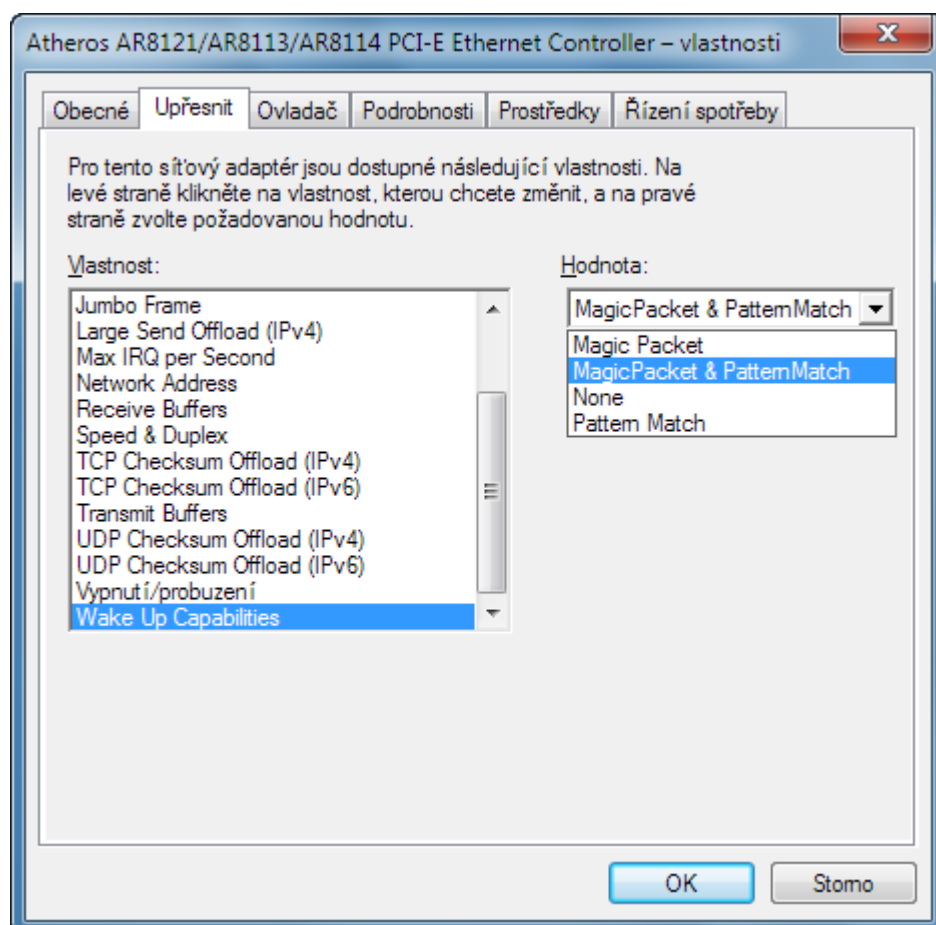 Atheros AR8121/AR8113/AR8114 PCI-E Ethernet Controller – vlastnosti
Obecné Upřesnit Ovladač Podrobnosti Prostředky Řízení spotřeby
Pro tento síťový adaptér jsou dostupné následující vlastnosti. Na
levé straně klikněte na vlastnost, kterou chcete změnit, a na pravé
straně zvolte požadovanou hodnotu.
Vlastnost:
Jumbo Frame
Large Send Offload (IPv4)
Max IRQ per Second
Network Address
Receive Buffers
Speed & Duplex
TCP Checksum Offload (IPv4)
TCP Checksum Offload (IPv6)
Transmit Buffers
UDP Checksum Offload (IPv4)
UDP Checksum Offload (IPv6)
Vypnutí/probuzení
Wake Up Capabilities
Hodnota:
MagicPacket & PatternMatch
Magic Packet
MagicPacket & PatternMatch
None
Pattern Match
OK Storno